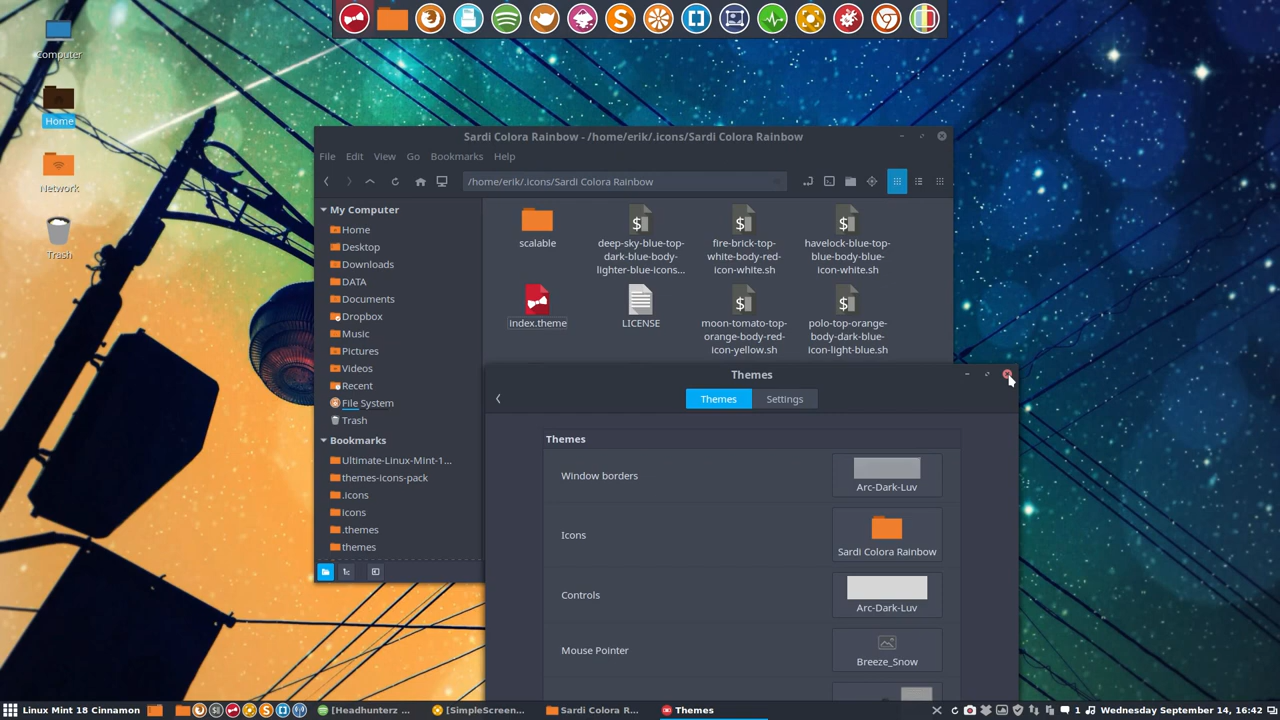 Computer
Home
Network
Trash
Sardi Colora Rainbow - /home/erik/.icons/Sardi Colora Rainbow
File Edit View Go Bookmarks Help
/home/erik/.icons/Sardi Colora Rainbow
My Computer
Home
Desktop
Downloads
DATA
Documents
Dropbox
Music
Pictures
Videos
Recent
File System
Trash
Bookmarks
Ultimate-Linux-Mint-1...
themes-icons-pack
.icons
icons
.themes
themes
scalable
deep-sky-blue-top-
dark-blue-body-
lighter-blue-icons...
fire-brick-top-
white-body-red-
icon-white.sh
havelock-blue-top-
blue-body-blue-
icon-white.sh
Index.theme
LICENSE
moon-tomato-top-
orange-body-red-
icon-yellow.sh
polo-top-orange-
body-dark-blue-
icon-light-blue.sh
Themes
Themes Settings
Themes
Window borders
Arc-Dark-Luv
Icons
Sardi Colora Rainbow
Controls
Arc-Dark-Luv
Mouse Pointer
Breeze_Snow
Linux Mint 18 Cinnamon
[Headhunterz ...
[SimpleScreen...
Sardi Colora R...
Themes
1
Wednesday September 14, 16:42